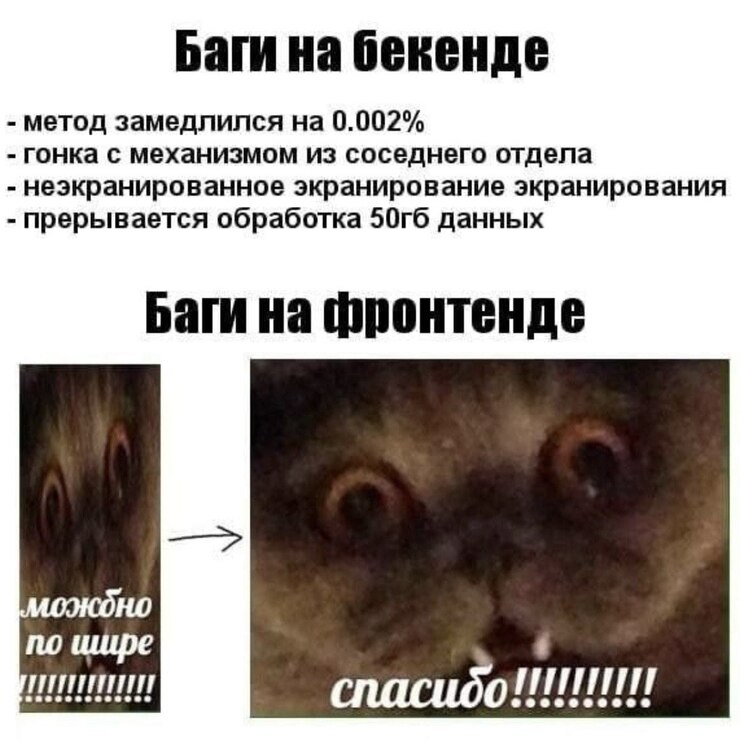 Баги на бекенде
- метод замедлился на 0.002%
- гонка с механизмом из соседнего отдела
- неэкранированное экранирование экранирования
- прерывается обработка 50гб данных
Баги на фронтенде
можбно
по шире
!!!!!!!!!!!!!!
спасибо!!!!!!!!!!